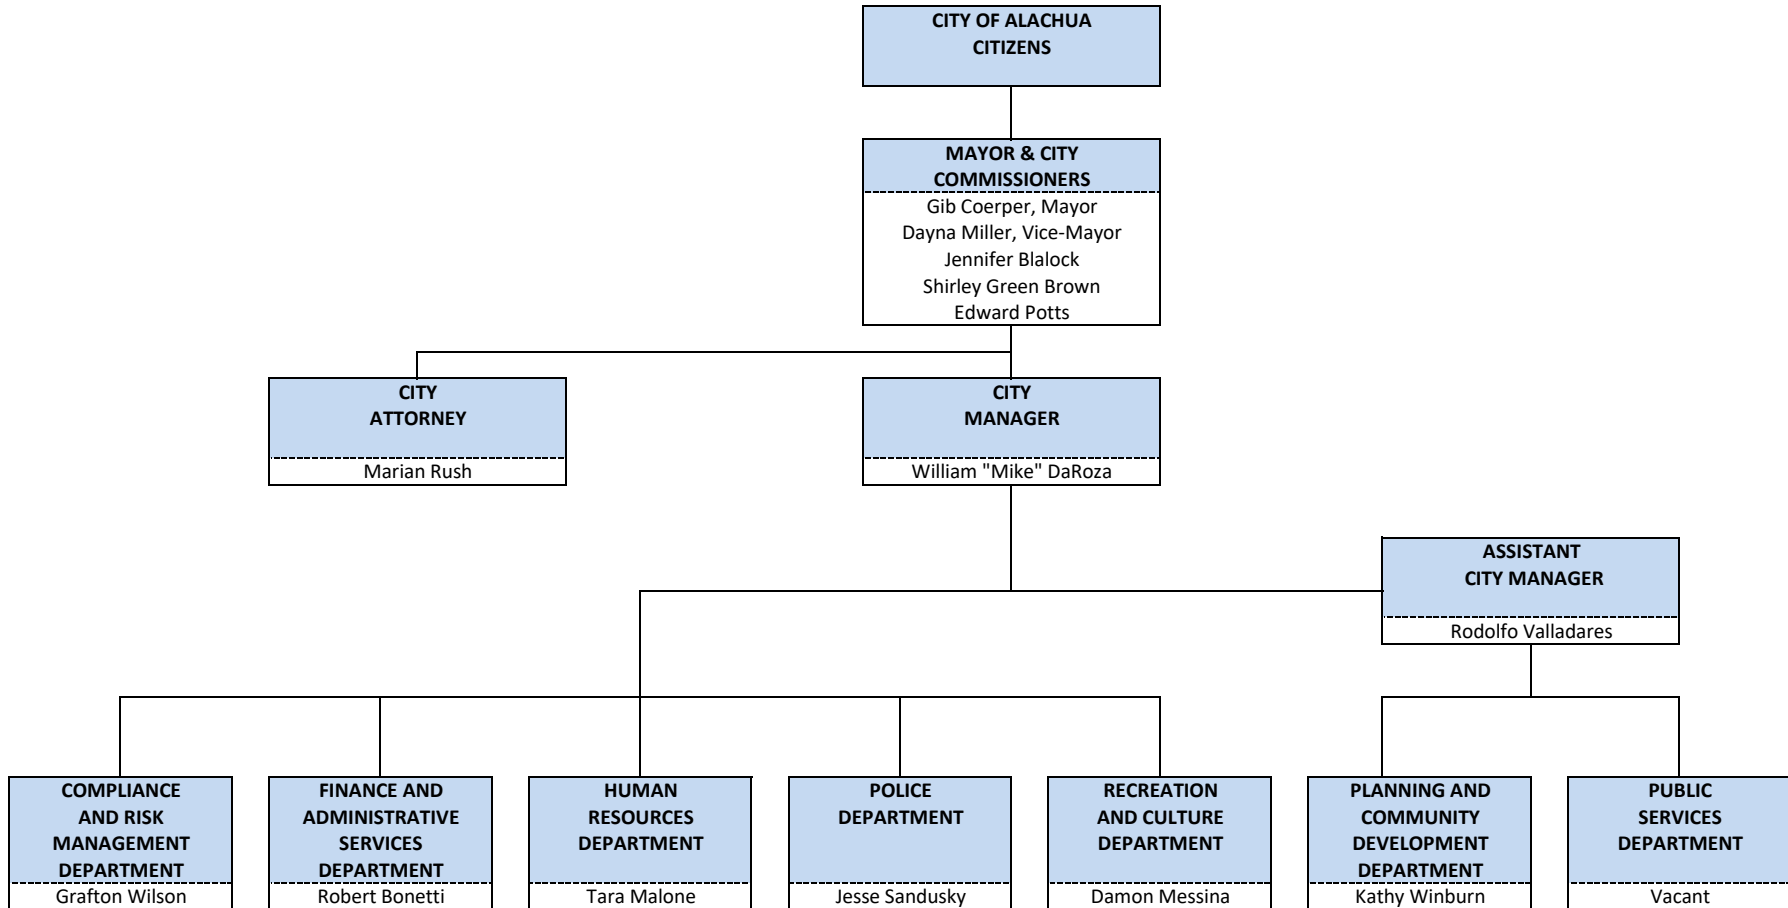 CITY OF ALACHUA
CITIZENS
MAYOR & CITY
COMMISSIONERS
Gib Coerper, Mayor
Dayna Miller, Vice-Mayor
Jennifer Blalock
Shirley Green Brown
Edward Potts
CITY
ATTORNEY
Marian Rush
CITY
MANAGER
William "Mike" DaRoza
ASSISTANT
CITY MANAGER
Rodolfo Valladares
COMPLIANCE
AND RISK
MANAGEMENT
DEPARTMENT
Grafton Wilson
FINANCE AND
ADMINISTRATIVE
SERVICES
DEPARTMENT
Robert Bonetti
HUMAN
RESOURCES
DEPARTMENT
Tara Malone
POLICE
DEPARTMENT
Jesse Sandusky
RECREATION
AND CULTURE
DEPARTMENT
Damon Messina
PLANNING AND
COMMUNITY
DEVELOPMENT
DEPARTMENT
Kathy Winburn
PUBLIC
SERVICES
DEPARTMENT
Vacant